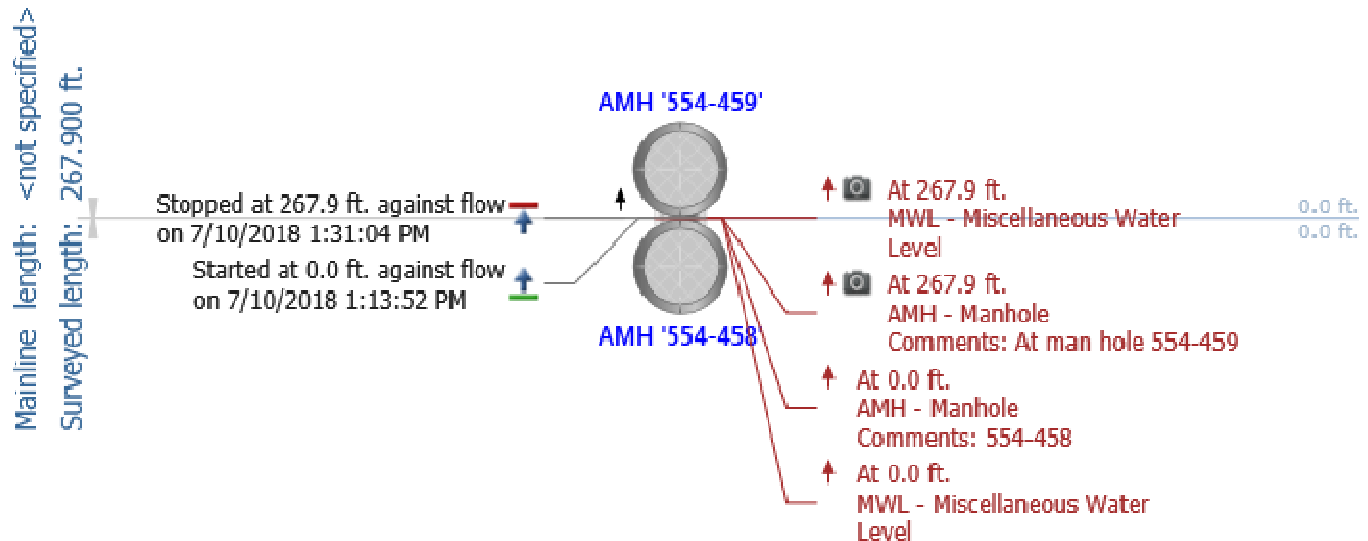 Mainline length: <not specified>
Surveyed length: 267.900 ft.
AMH '554-459'
Stopped at 267.9 ft. against flow
on 7/10/2018 1:31:04 PM
Started at 0.0 ft. against flow
on 7/10/2018 1:13:52 PM
AMH '554-458'
At 267.9 ft.
MWL - Miscellaneous Water
Level
0.0 ft.
0.0 ft.
At 267.9 ft.
AMH - Manhole
Comments: At man hole 554-459
At 0.0 ft.
AMH - Manhole
Comments: 554-458
At 0.0 ft.
MWL - Miscellaneous Water
Level